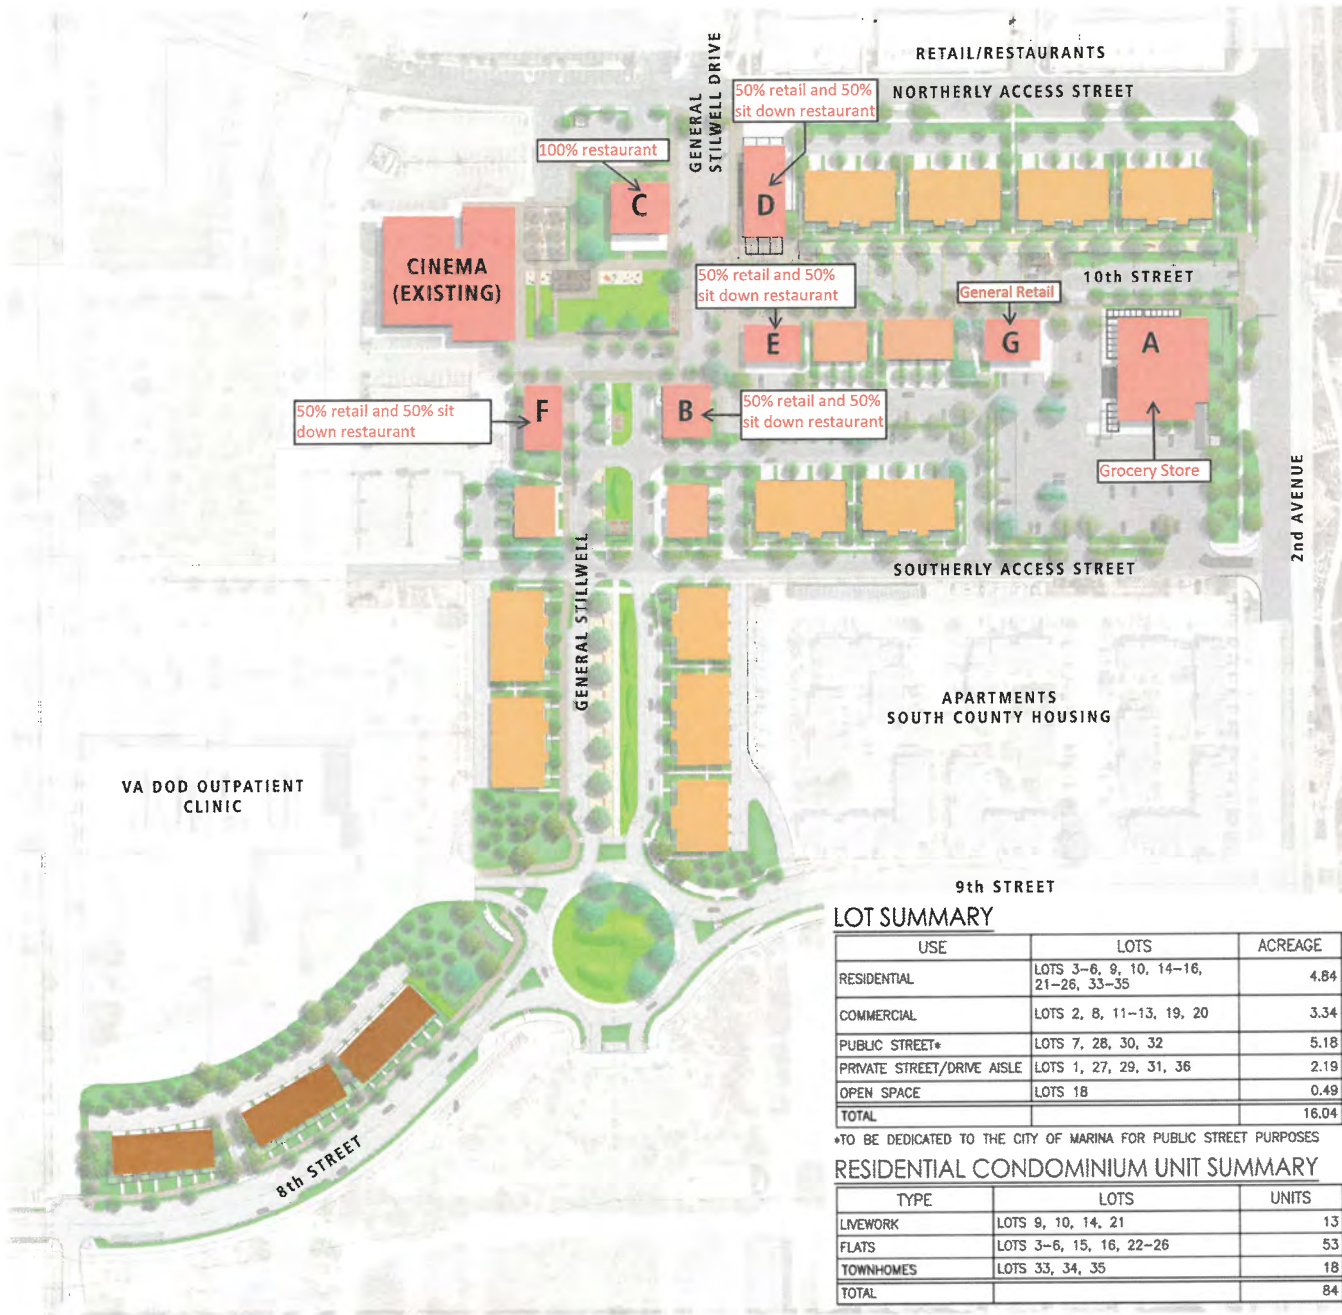 RETAIL/RESTAURANTS
NORTHERLY ACCESS STREET
GENERAL
STILWELL DRIVE
50% retail and 50%
sit down restaurant
100% restaurant
C
D
CINEMA
(EXISTING)
50% retail and 50%
sit down restaurant
10th STREET
General Retail
E
G
A
50% retail and 50% sit
down restaurant
F
B
50% retail and 50%
sit down restaurant
Grocery Store
2nd AVENUE
SOUTHERLY ACCESS STREET
GENERAL STILLWELL
APARTMENTS
SOUTH COUNTY HOUSING
VA DOD OUTPATIENT
CLINIC
9th STREET
8th STREET
LOT SUMMARY
USE LOTS ACREAGE
RESIDENTIAL LOTS 3-6, 9, 10, 14-16, 4.84
21-26, 33-35
COMMERCIAL LOTS 2, 8, 11-13, 19, 20 3.34
PUBLIC STREET* LOTS 7, 28, 30, 32 5.18
PRIVATE STREET/DRIVE AISLE LOTS 1, 27, 29, 31, 36 2.19
OPEN SPACE LOTS 18 0.49
TOTAL 16.04
*TO BE DEDICATED TO THE CITY OF MARINA FOR PUBLIC STREET PURPOSES
RESIDENTIAL CONDOMINIUM UNIT SUMMARY
TYPE LOTS UNITS
LIVEWORK LOTS 9, 10, 14, 21 13
FLATS LOTS 3-6, 15, 16, 22-26 53
TOWNHOMES LOTS 33, 34, 35 18
TOTAL 84